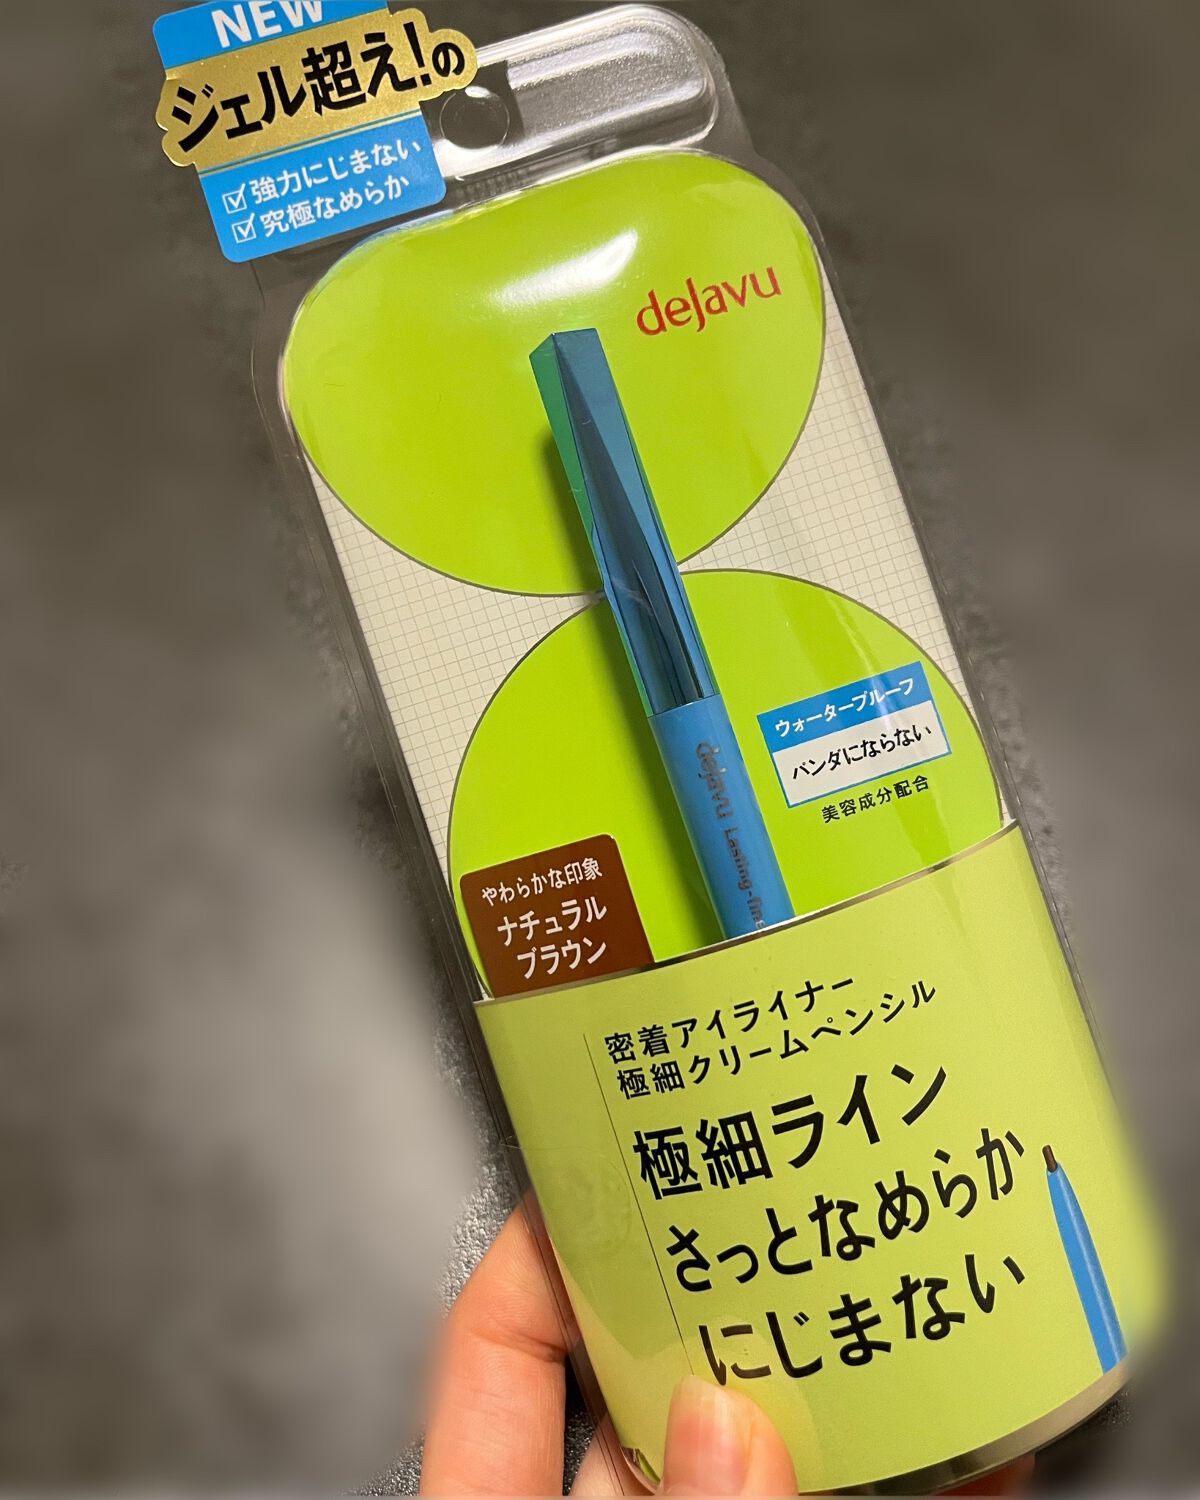 NEW
ジェル超え!の
強力にじまない
究極なめらか
dejavu
ウォータープルーフ
パンダにならない
美容成分配合
dejavu Lasting-fine
やわらかな印象
ナチュラル
ブラウン
密着アイライナー
極細クリームペンシル
極細ライン
さっとなめらか
にじまない